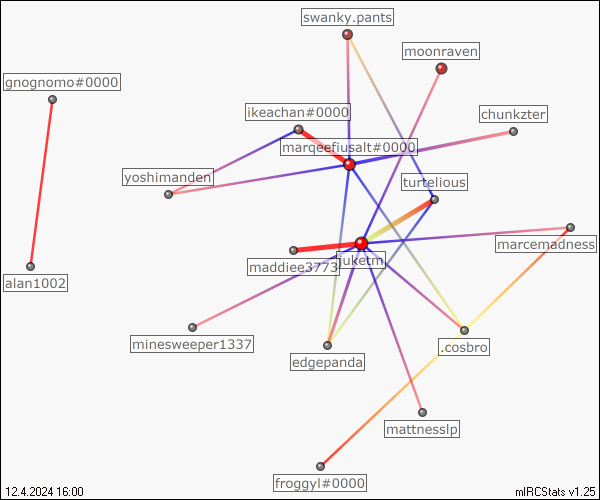 swanky.pants
moonraven
gnognomo#0000
ikeachan#0000
chunkzter
marqeefiusalt#0000
yoshimanden
turtelious
marcemadness
juketm
maddiee3773
alan1002
minesweeper1337
.cosbro
edgepanda
mattnesslp
froggyl#0000
12.4.2024 16:00
mIRCStats v1.25